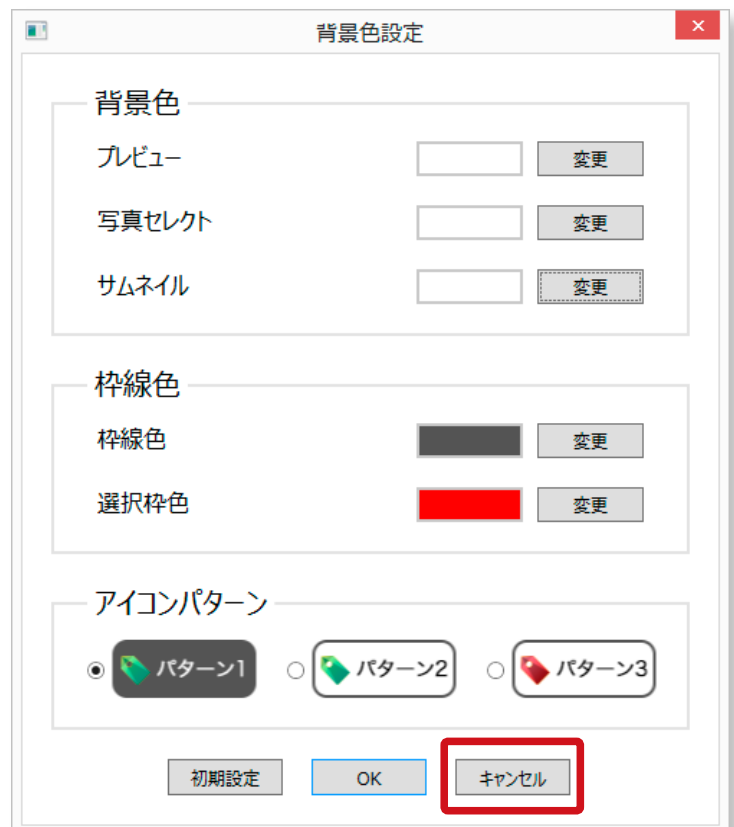 背景色設定
背景色
プレビュー 変更
写真セレクト 変更
サムネイル 変更
枠線色
枠線色 変更
選択枠色 変更
アイコンパターン
パターン1 パターン2 パターン3
初期設定 OK キャンセル